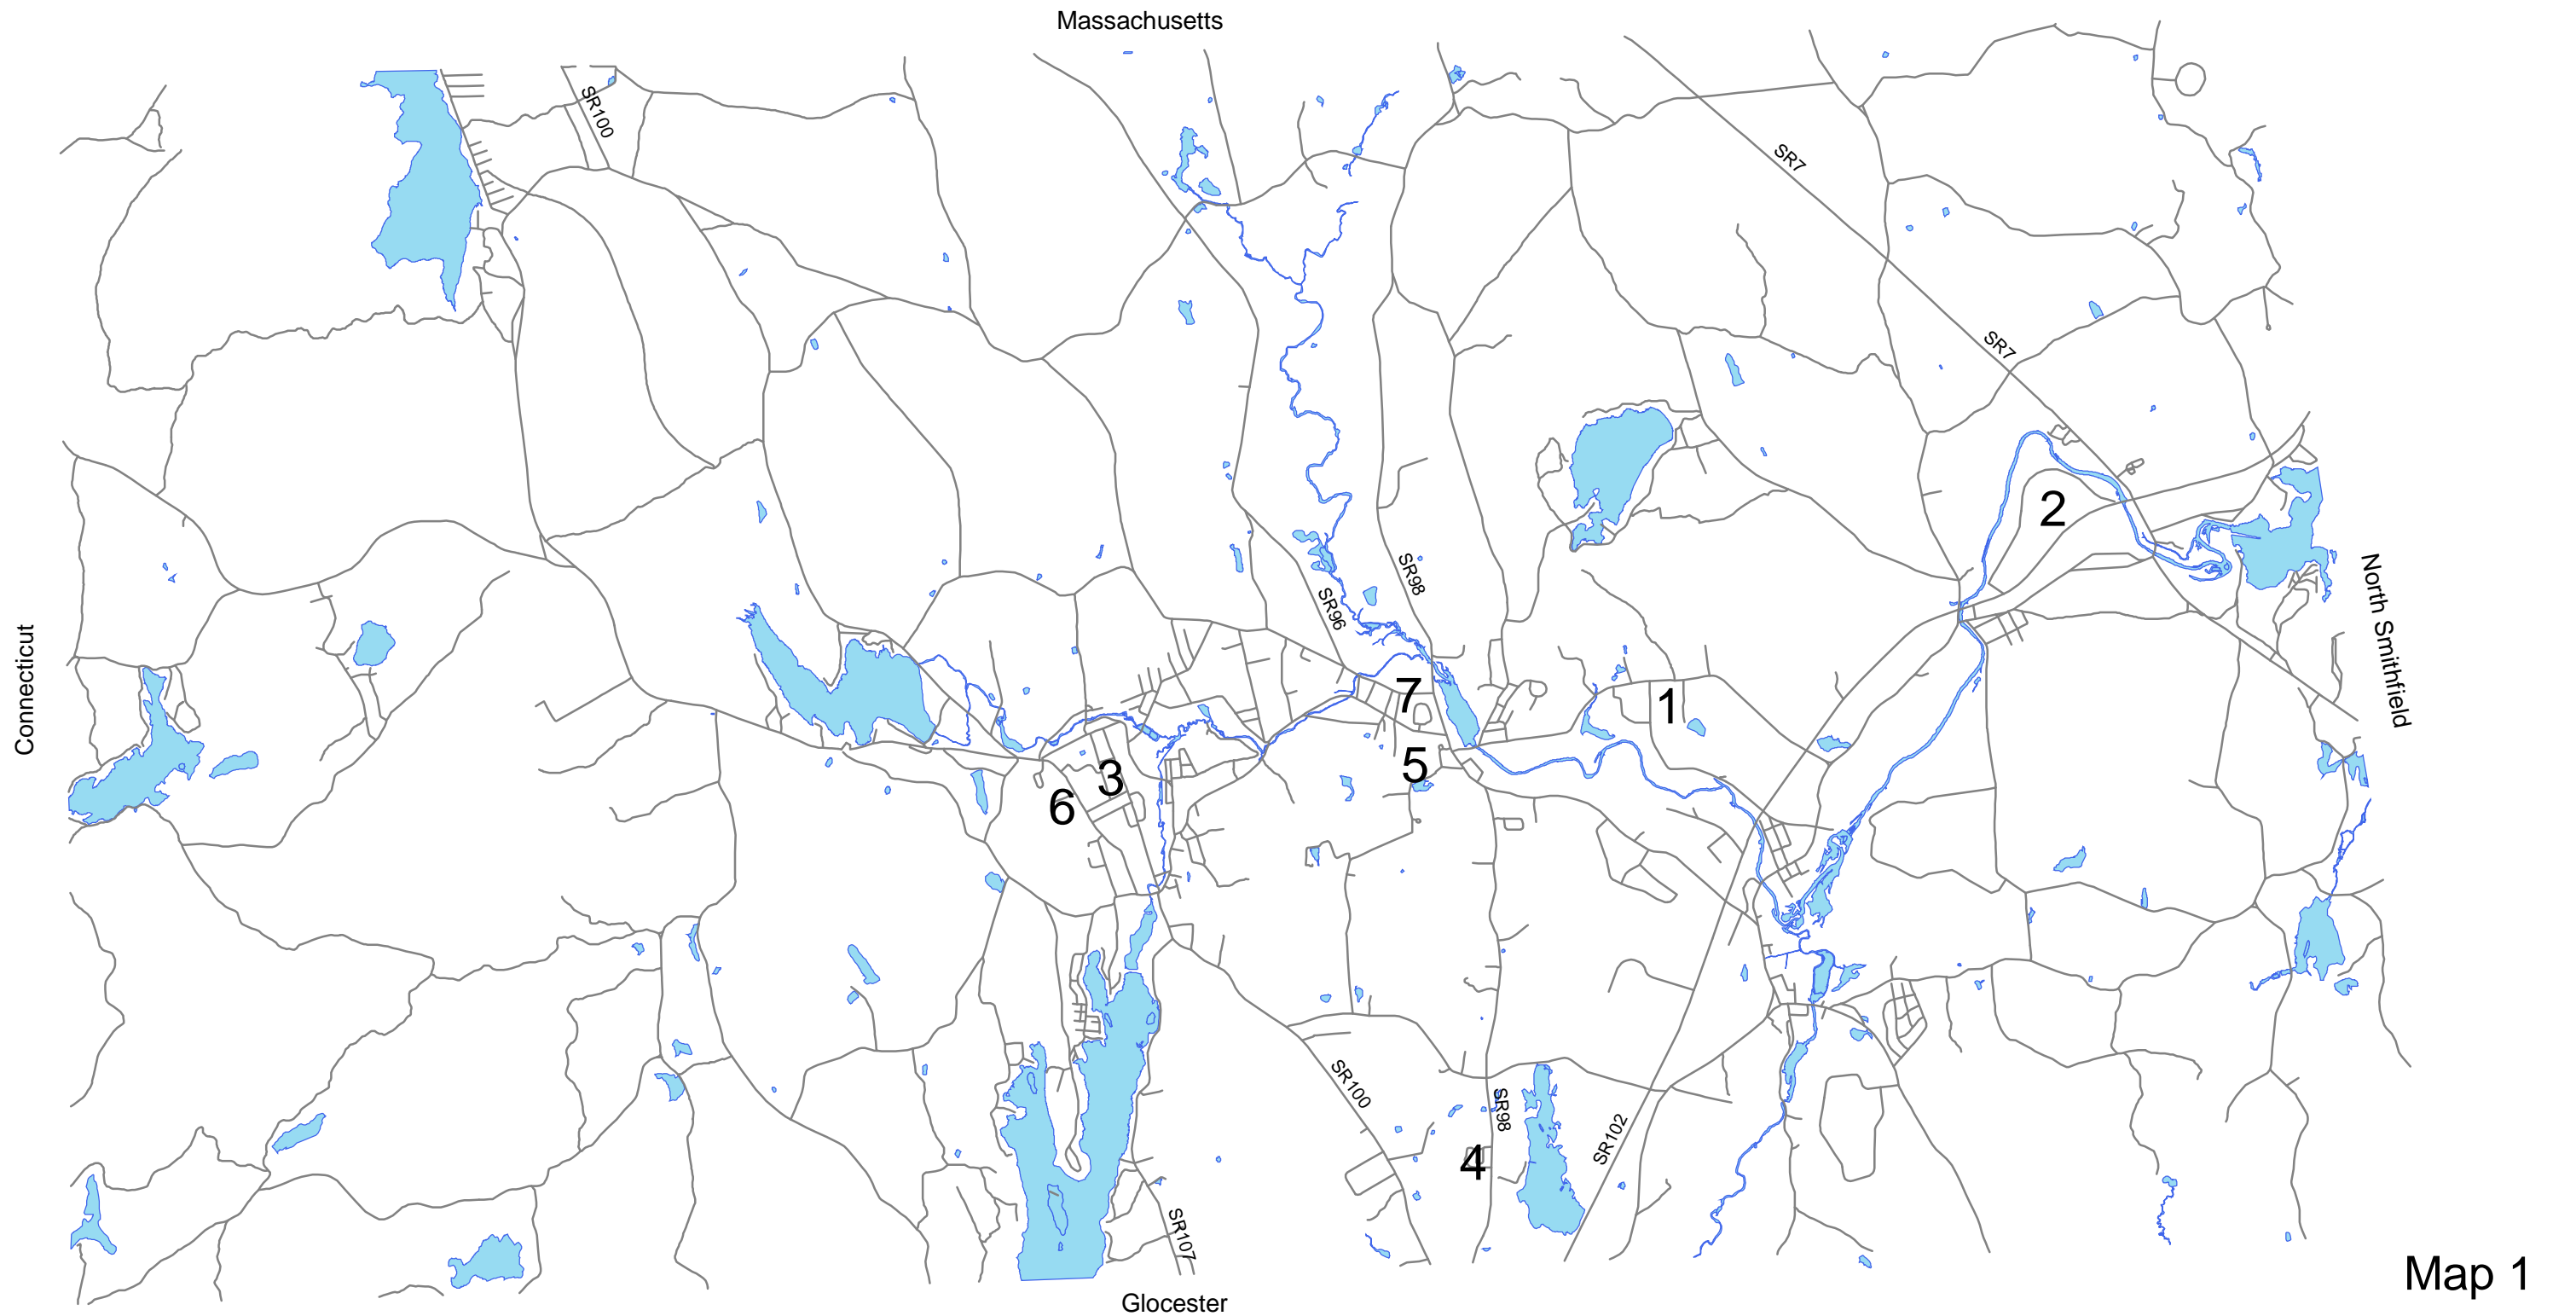 Massachusetts
SR100
SR7
SR7
2
SR98
SR96
North Smithfield
Connecticut
7
1
5
3
6
SR100
SR98
SR102
4
SR107
Map 1
Glocester